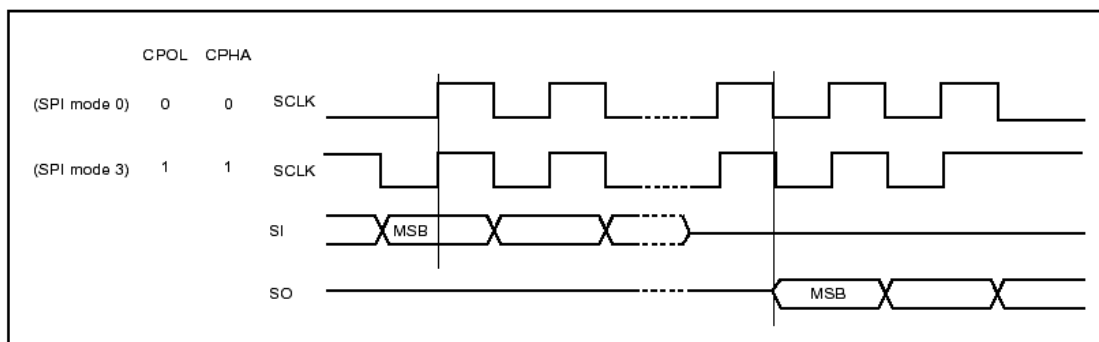 CPOL CPHA
(SPI mode 0) 0 0 SCLK
(SPI mode 3) 1 1 SCLK
SI MSB
SO MSB